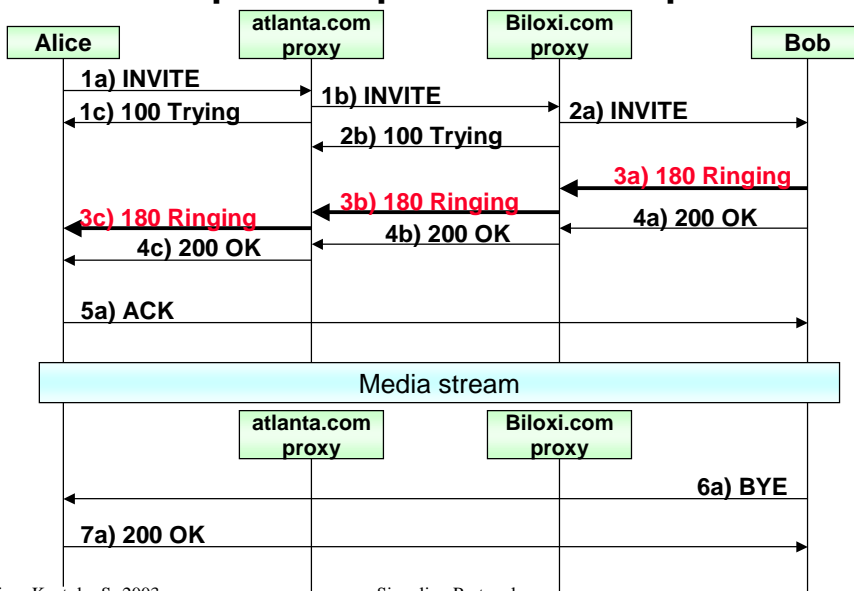 Alice
atlanta.com
proxy
Biloxi.com
proxy
Bob
1a) INVITE
1b) INVITE
1c) 100 Trying
2a) INVITE
2b) 100 Trying
3a) 180 Ringing
3b) 180 Ringing
3c) 180 Ringing
4a) 200 OK
4b) 200 OK
4c) 200 OK
5a) ACK
Media stream
atlanta.com
proxy
Biloxi.com
proxy
6a) BYE
7a) 200 OK